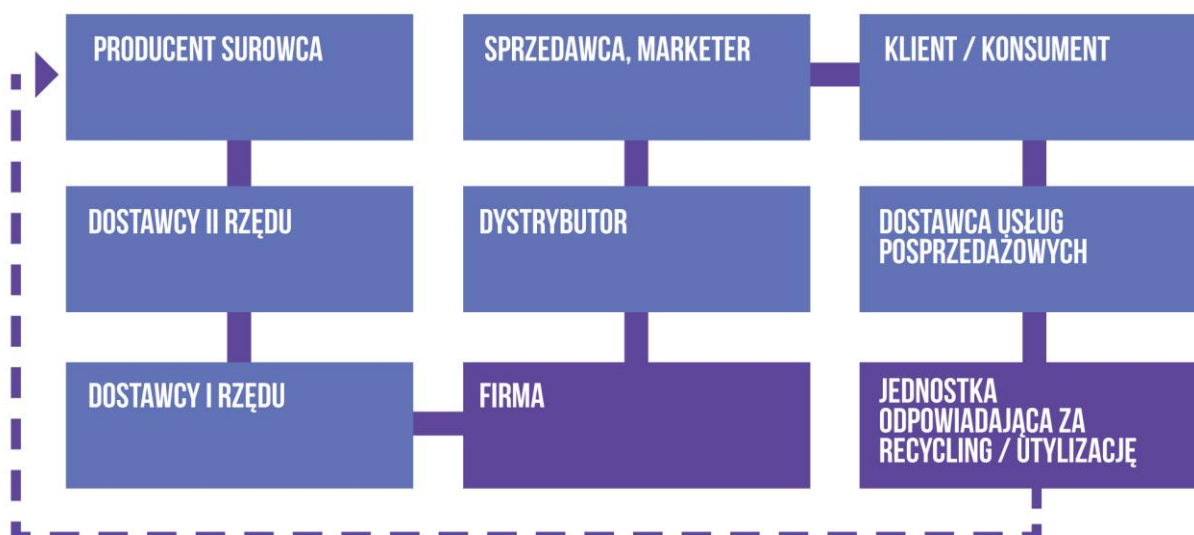 PRODUCENT SUROWCA
DOSTAWCY II RZĘDU
DOSTAWCY I RZĘDU
FIRMA
DYSTRYBUTOR
SPRZEDAWCA, MARKETER
KLIENT / KONSUMENT
DOSTAWCA USŁUG
POSPRZEDAŻOWYCH
JEDNOSTKA
ODPOWIADAJĄCA ZA
RECYCLING / UTYLIZACJĘ